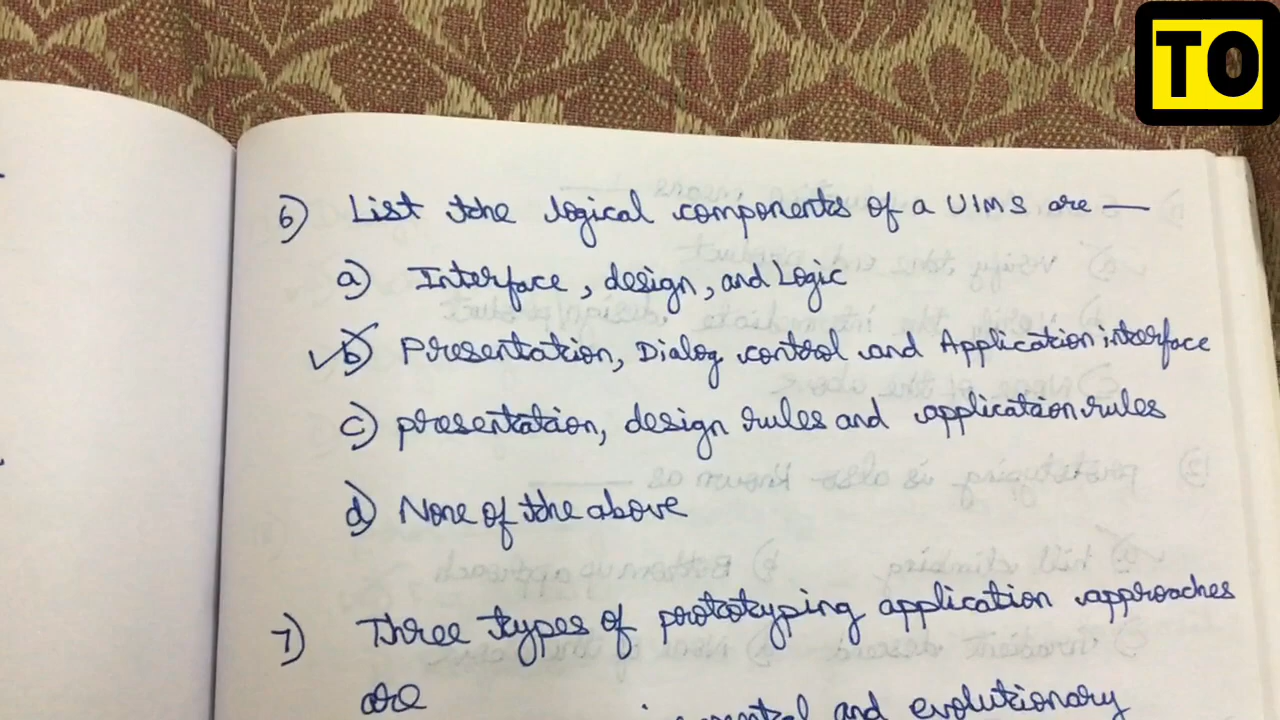 TO
6) List the logical components of a UIMS are —
a) Interface, design, and Logic
b) Presentation, Dialog control and Application interface
c) presentation, design rules and application rules
d) None of the above
7) Three types of prototyping application approaches
are and evolutionary